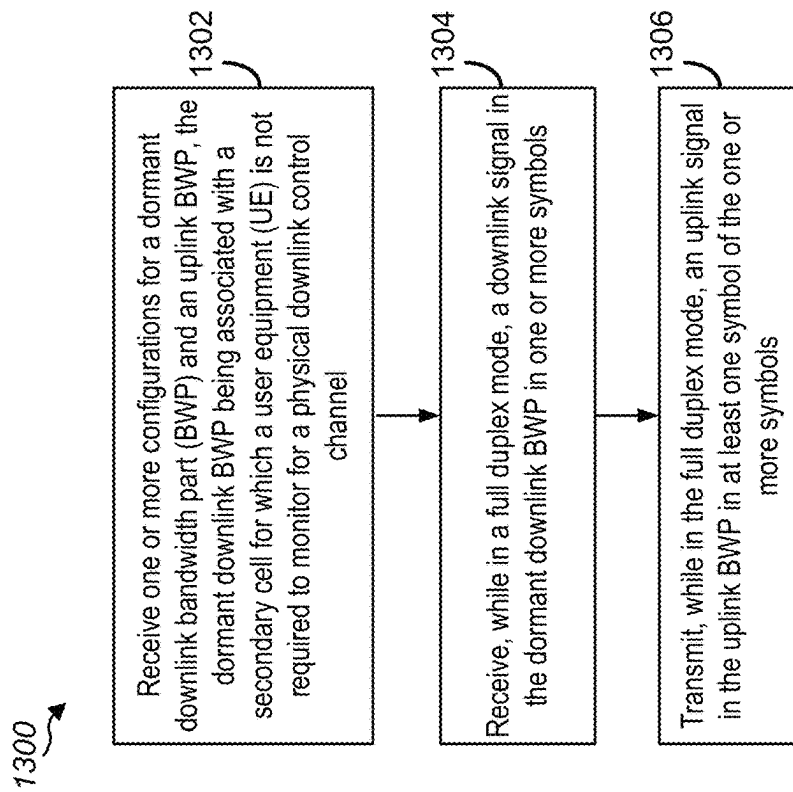 1300
Receive one or more configurations for a dormant
downlink bandwidth part (BWP) and an uplink BWP, the
dormant downlink BWP being associated with a
secondary cell for which a user equipment (UE) is not
required to monitor for a physical downlink control
channel
1302
Receive, while in a full duplex mode, a downlink signal in
the dormant downlink BWP in one or more symbols
1304
Transmit, while in the full duplex mode, an uplink signal
in the uplink BWP in at least one symbol of the one or
more symbols
1306